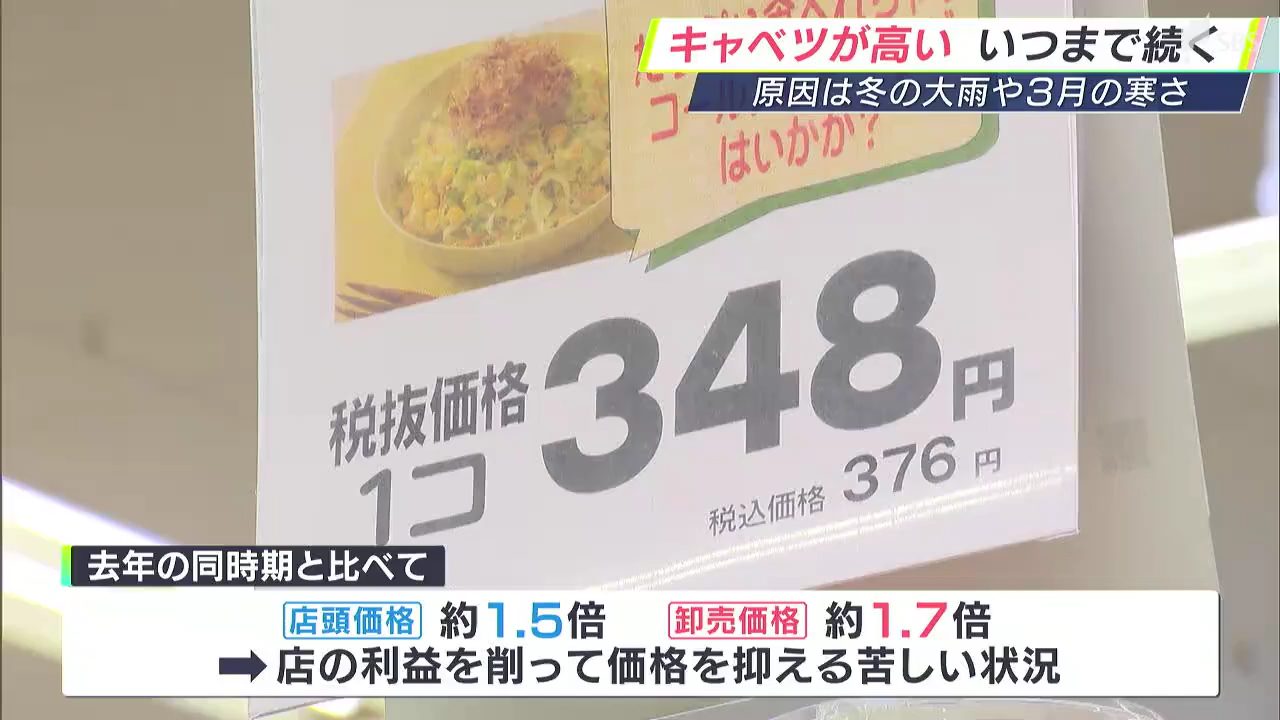 キャベツが高い いつまで続く
原因は冬の大雨や3月の寒さ
SBS
コール
はいかが?
税抜価格
1コ
348円
税込価格 376円
去年の同時期と比べて
店頭価格 約1.5倍 卸売価格 約1.7倍
➡店の利益を削って価格を抑える苦しい状況